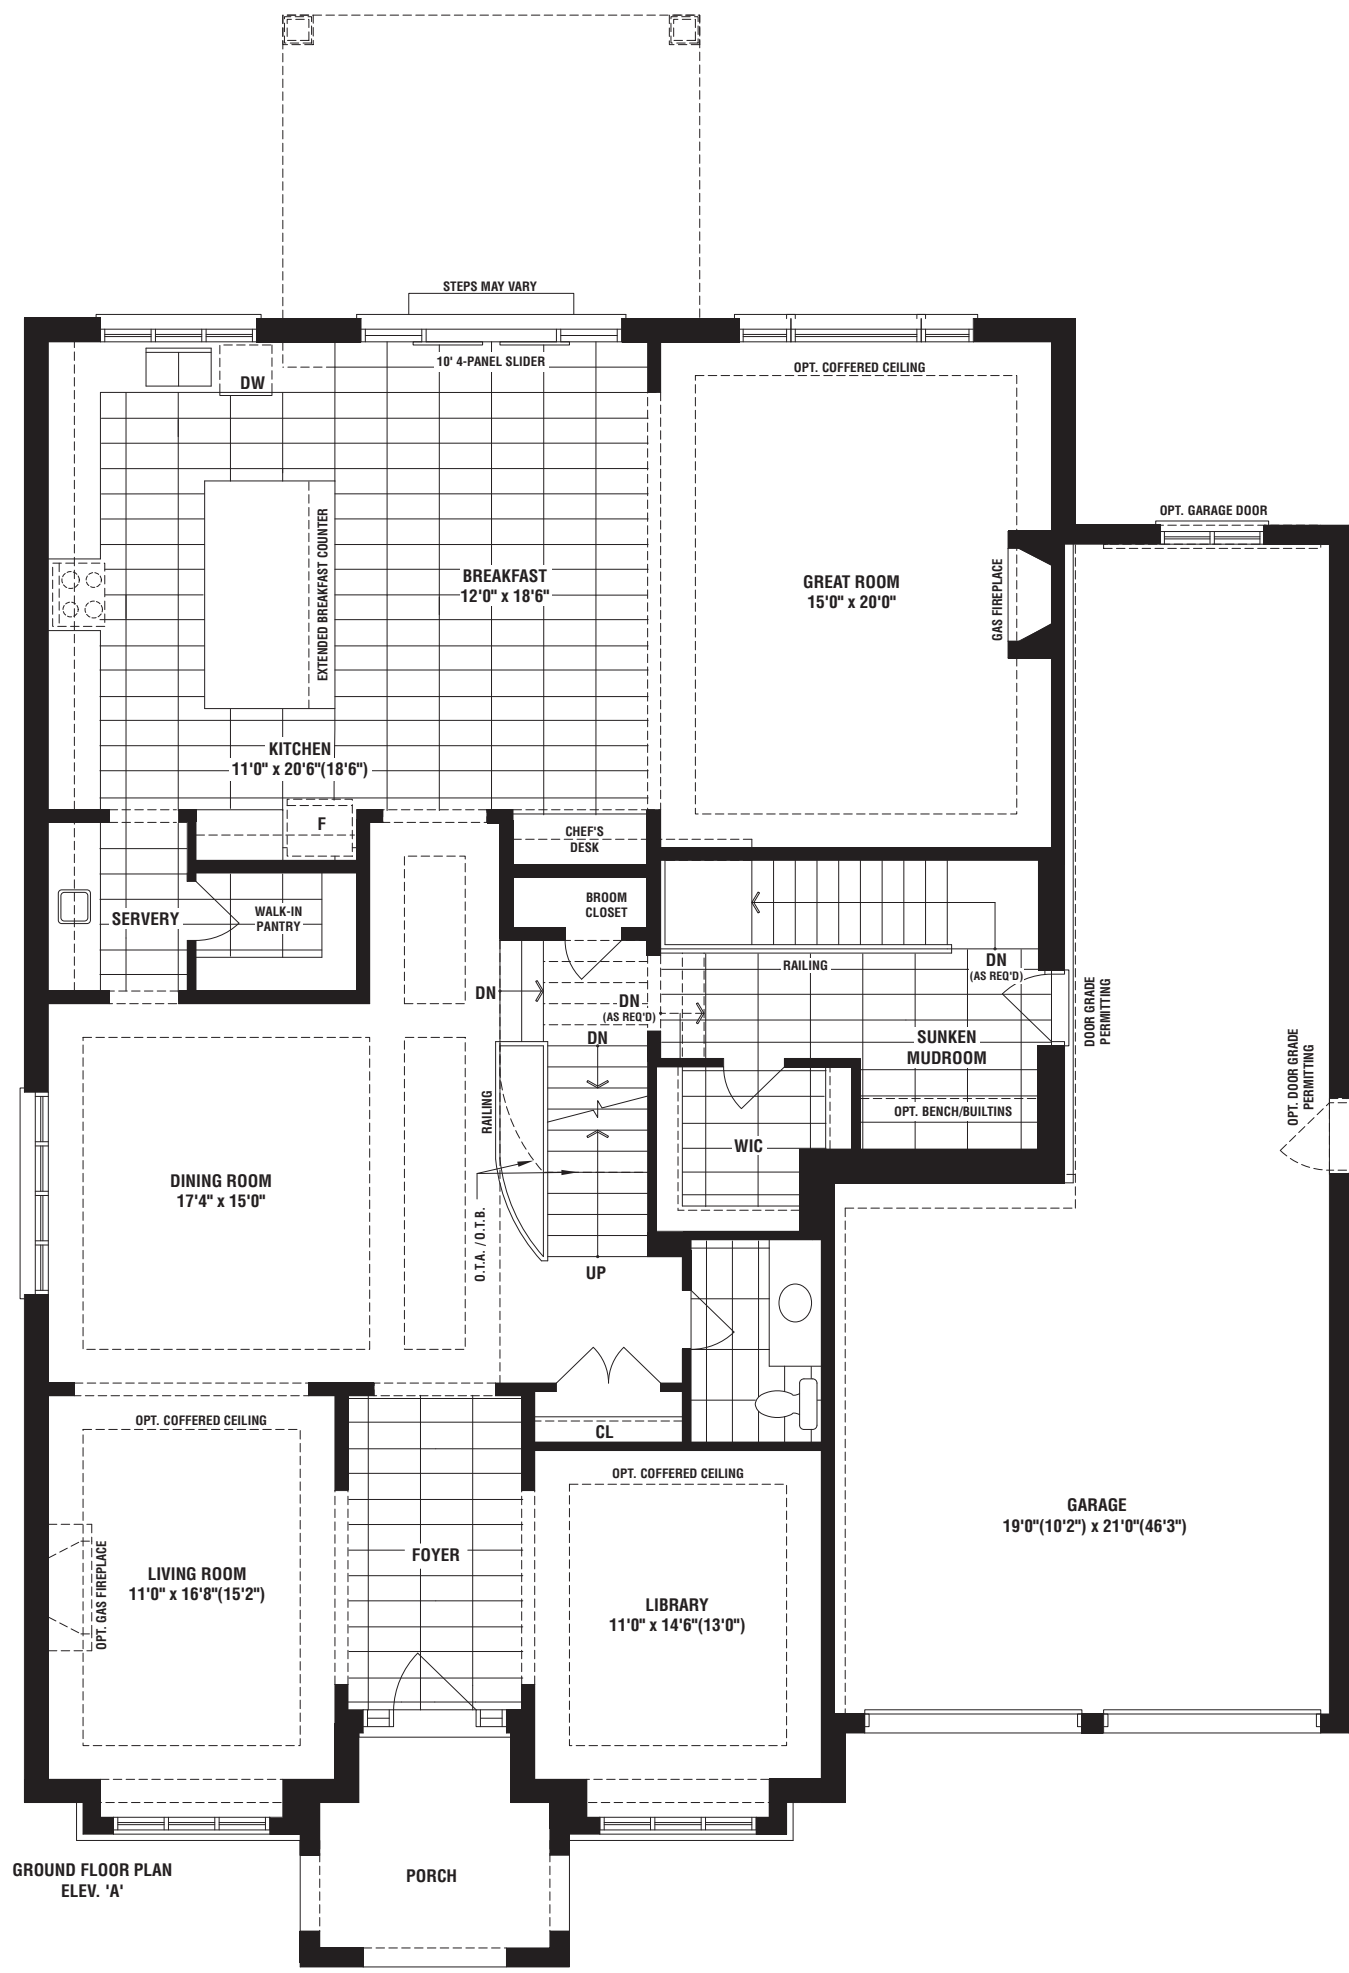 STEPS MAY VARY
10' 4-PANEL SLIDER
DW
OPT. COFFERED CEILING
OPT. GARAGE DOOR
EXTENDED BREAKFAST COUNTER
BREAKFAST
12'0" x 18'6"
GREAT ROOM
15'0" x 20'0"
GAS FIREPLACE
KITCHEN
11'0" x 20'6"(18'6")
F
CHEF'S
DESK
SERVERY
WALK-IN
PANTRY
BROOM
CLOSET
RAILING
DN
(AS REQ'D)
DN
DN
(AS REQ'D)
DN
SUNKEN
MUDROOM
DOOR GRADE
PERMITTING
OPT. DOOR GRADE
PERMITTING
RAILING
OPT. BENCH/BUILTINS
WIC
DINING ROOM
17'4" x 15'0"
O.T.A. / O.T.B.
UP
OPT. COFFERED CEILING
CL
OPT. COFFERED CEILING
GARAGE
19'0"(10'2") x 21'0"(46'3")
FOYER
OPT. GAS FIREPLACE
LIVING ROOM
11'0" x 16'8"(15'2")
LIBRARY
11'0" x 14'6"(13'0")
GROUND FLOOR PLAN
ELEV. 'A'
PORCH